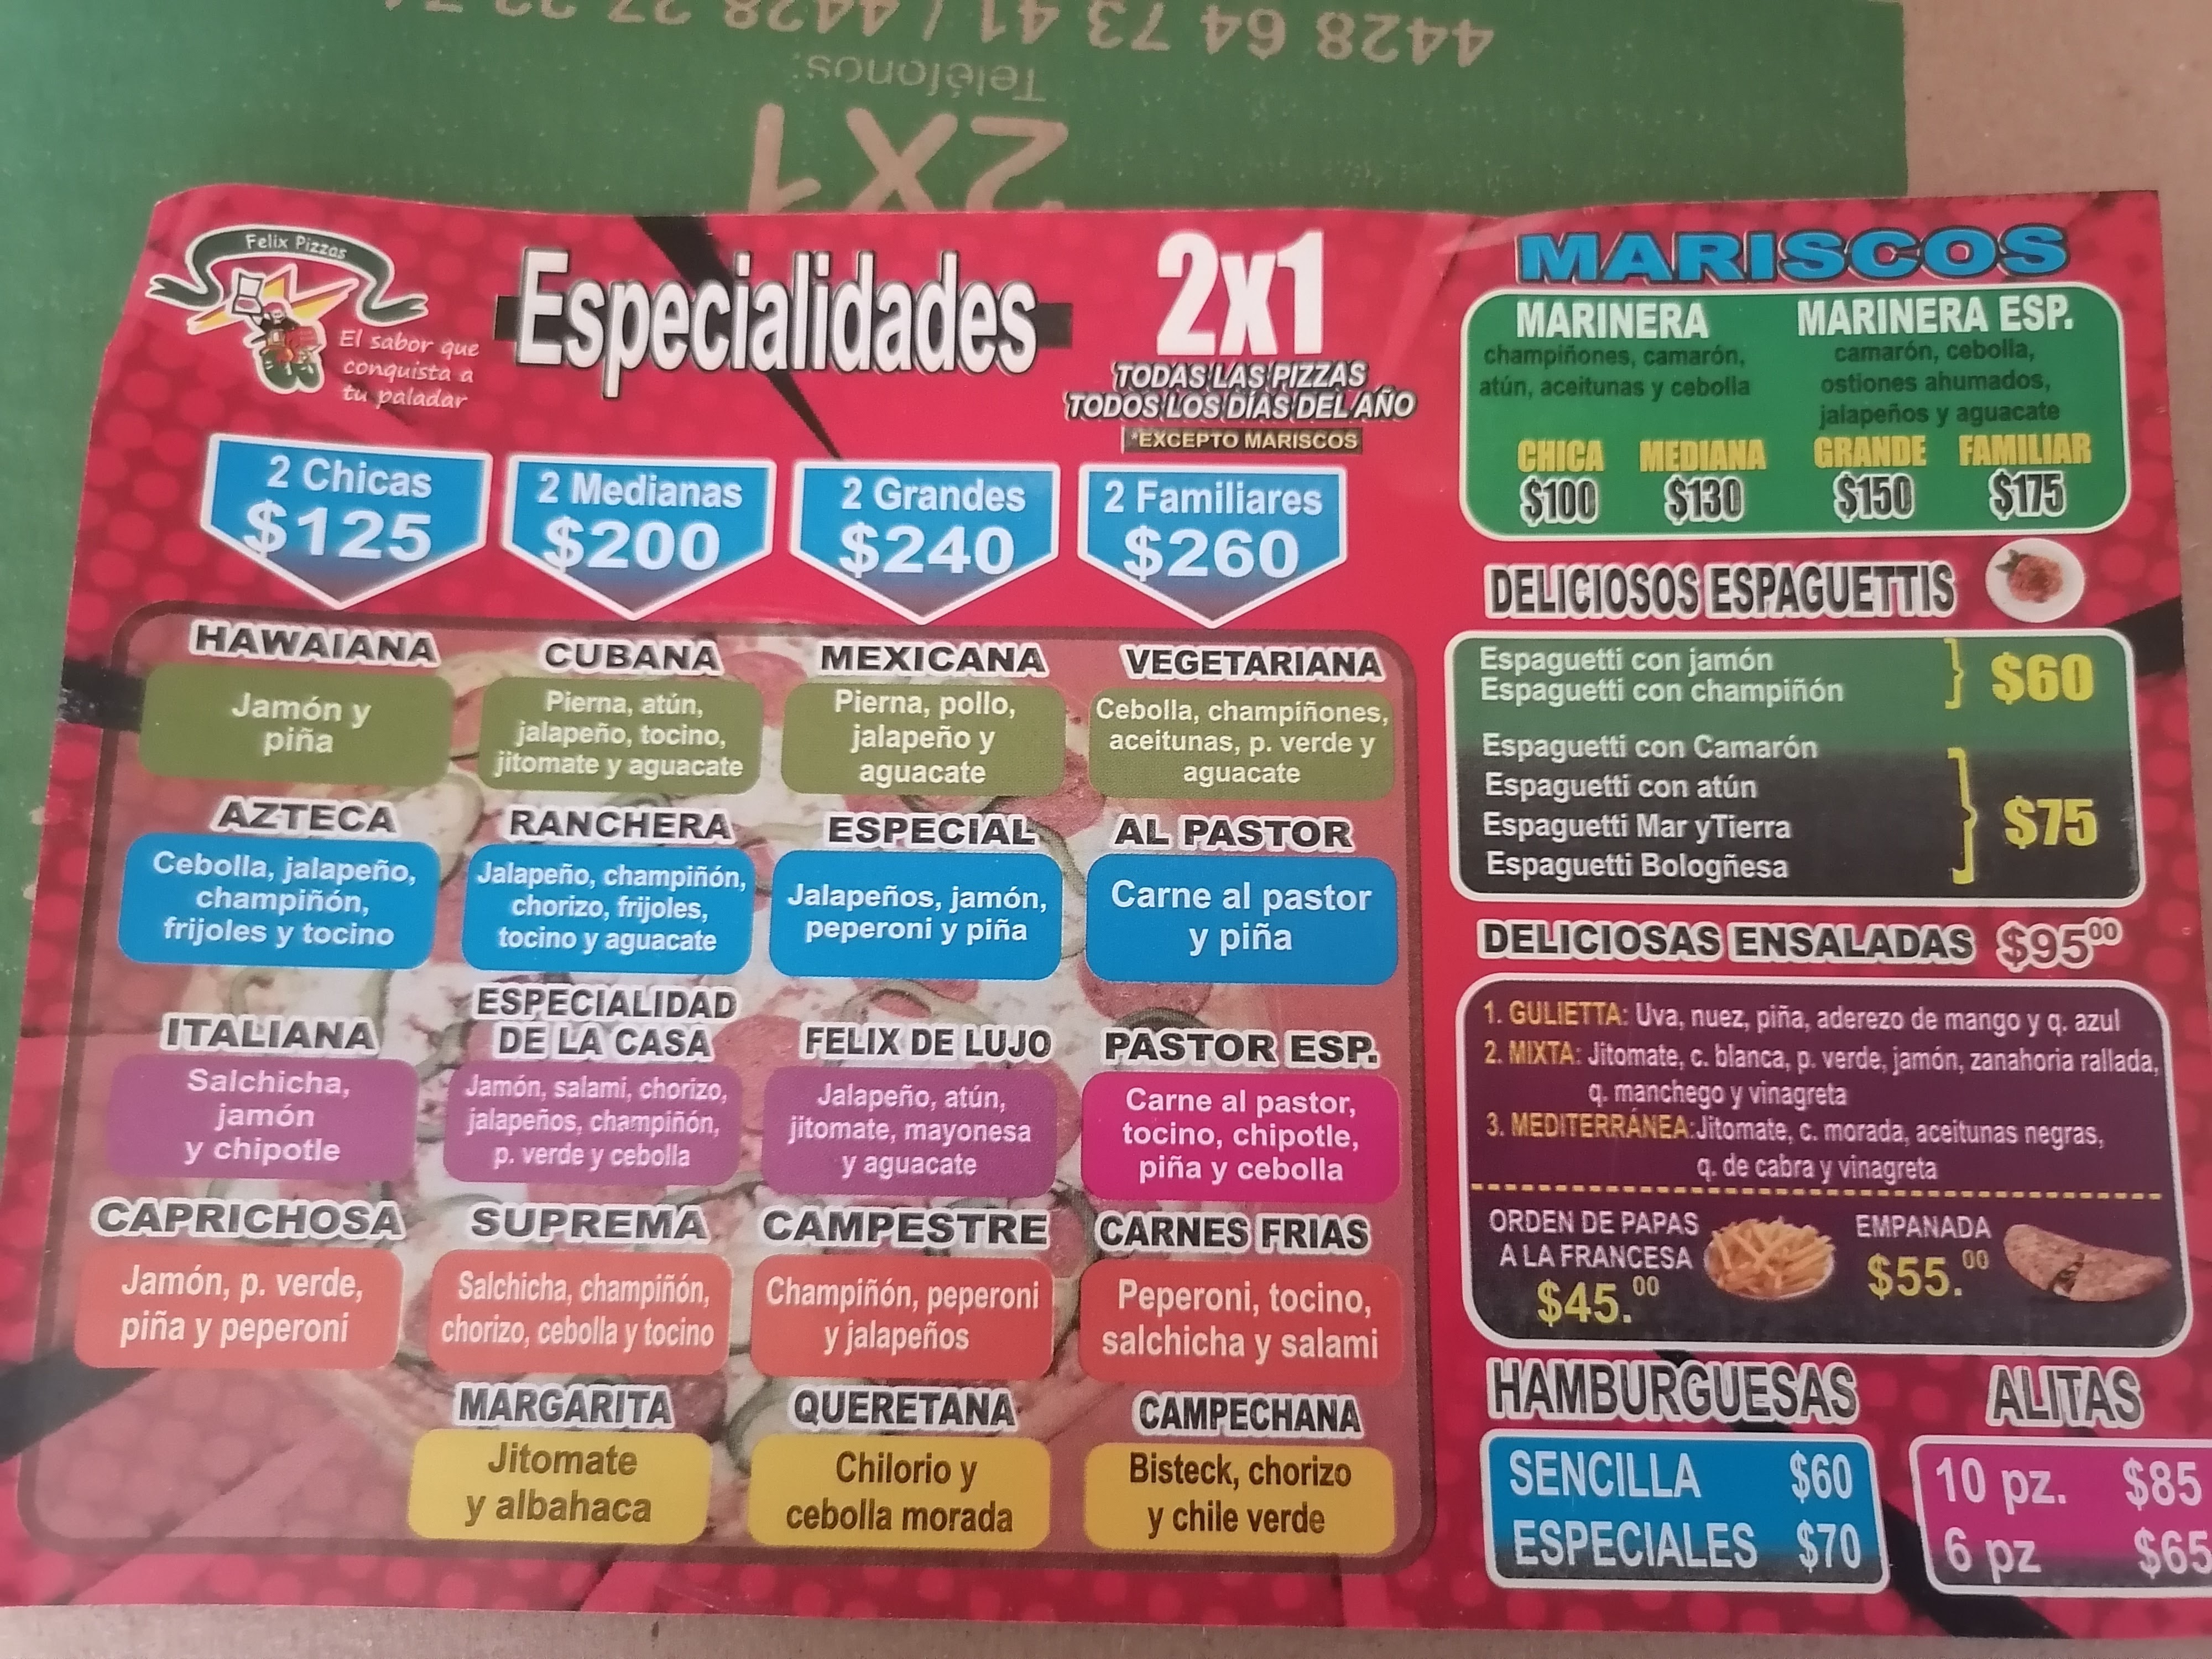 4428 64 73 41 / 4428 27 22
Teléfonos:
2X1
Felix Pizzas
El sabor que
conquista a
tu paladar
Especialidades
2x1
TODAS LAS PIZZAS
TODOS LOS DÍAS DEL AÑO
*EXCEPTO MARISCOS
2 Chicas
$125
2 Medianas
$200
2 Grandes
$240
2 Familiares
$260
HAWAIANA
Jamón y
piña
CUBANA
Pierna, atún,
jalapeño, tocino,
jitomate y aguacate
MEXICANA
Pierna, pollo,
jalapeño y
aguacate
VEGETARIANA
Cebolla, champiñones,
aceitunas, p. verde y
aguacate
AZTECA
Cebolla, jalapeño,
champiñón,
frijoles y tocino
RANCHERA
Jalapeño, champiñón,
chorizo, frijoles,
tocino y aguacate
ESPECIAL
Jalapeños, jamón,
peperoni y piña
AL PASTOR
Carne al pastor
y piña
ITALIANA
Salchicha,
jamón
y chipotle
ESPECIALIDAD
DE LA CASA
Jamón, salami, chorizo,
jalapeños, champiñón,
p. verde y cebolla
FELIX DE LUJO
Jalapeño, atún,
jitomate, mayonesa
y aguacate
PASTOR ESP.
Carne al pastor,
tocino, chipotle,
piña y cebolla
CAPRICHOSA
Jamón, p. verde,
piña y peperoni
SUPREMA
Salchicha, champiñón,
chorizo, cebolla y tocino
CAMPESTRE
Champiñón, peperoni
y jalapeños
CARNES FRIAS
Peperoni, tocino,
salchicha y salami
MARGARITA
Jitomate
y albahaca
QUERETANA
Chilorio y
cebolla morada
CAMPECHANA
Bisteck, chorizo
y chile verde
MARISCOS
MARINERA
champiñones, camarón,
atún, aceitunas y cebolla
MARINERA ESP.
camarón, cebolla,
ostiones ahumados,
jalapeños y aguacate
CHICA MEDIANA GRANDE FAMILIAR
$100 $130 $150 $175
DELICIOSOS ESPAGUETTIS
Espaguetti con jamón
Espaguetti con champiñón
$60
Espaguetti con Camarón
Espaguetti con atún
Espaguetti Mar yTierra
Espaguetti Bologñesa
$75
DELICIOSAS ENSALADAS $95⁰⁰
1. GULIETTA: Uva, nuez, piña, aderezo de mango y q. azul
2. MIXTA: Jitomate, c. blanca, p. verde, jamón, zanahoria rallada,
q. manchego y vinagreta
3. MEDITERRÁNEA:Jitomate, c. morada, aceitunas negras,
q. de cabra y vinagreta
ORDEN DE PAPAS
A LA FRANCESA
$45.⁰⁰
EMPANADA
$55.⁰⁰
HAMBURGUESAS
SENCILLA $60
ESPECIALES $70
ALITAS
10 pz. $85
6 pz $65